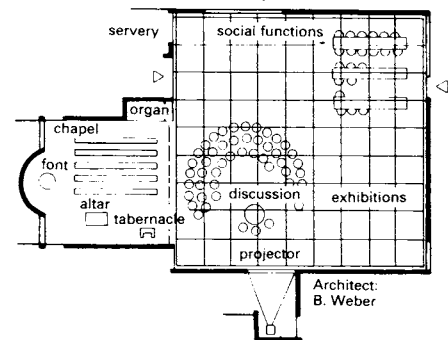 servery
social functions
organ
chapel
font
altar
tabernacle
discussion
exhibitions
projector
Architect:
B. Weber